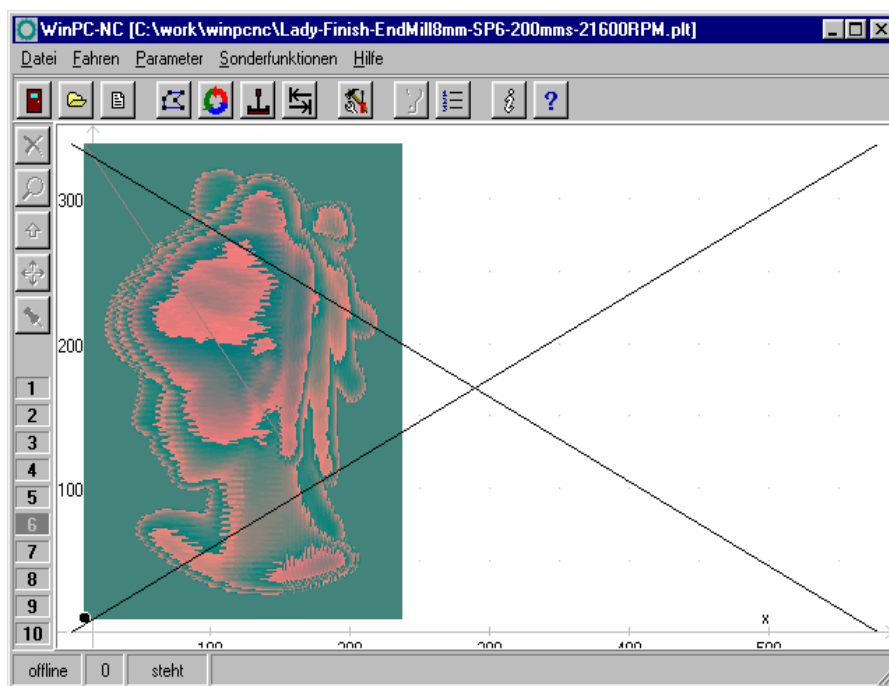 WinPC-NC [C:\work\winpcnc\Lady-Finish-EndMill8mm-SP6-200mms-21600RPM.plt]
Datei Fahren Parameter Sonderfunktionen Hilfe
300
200
100
1
2
3
4
5
6
7
8
9
10
x
100 200 300 400 500
offline 0 steht